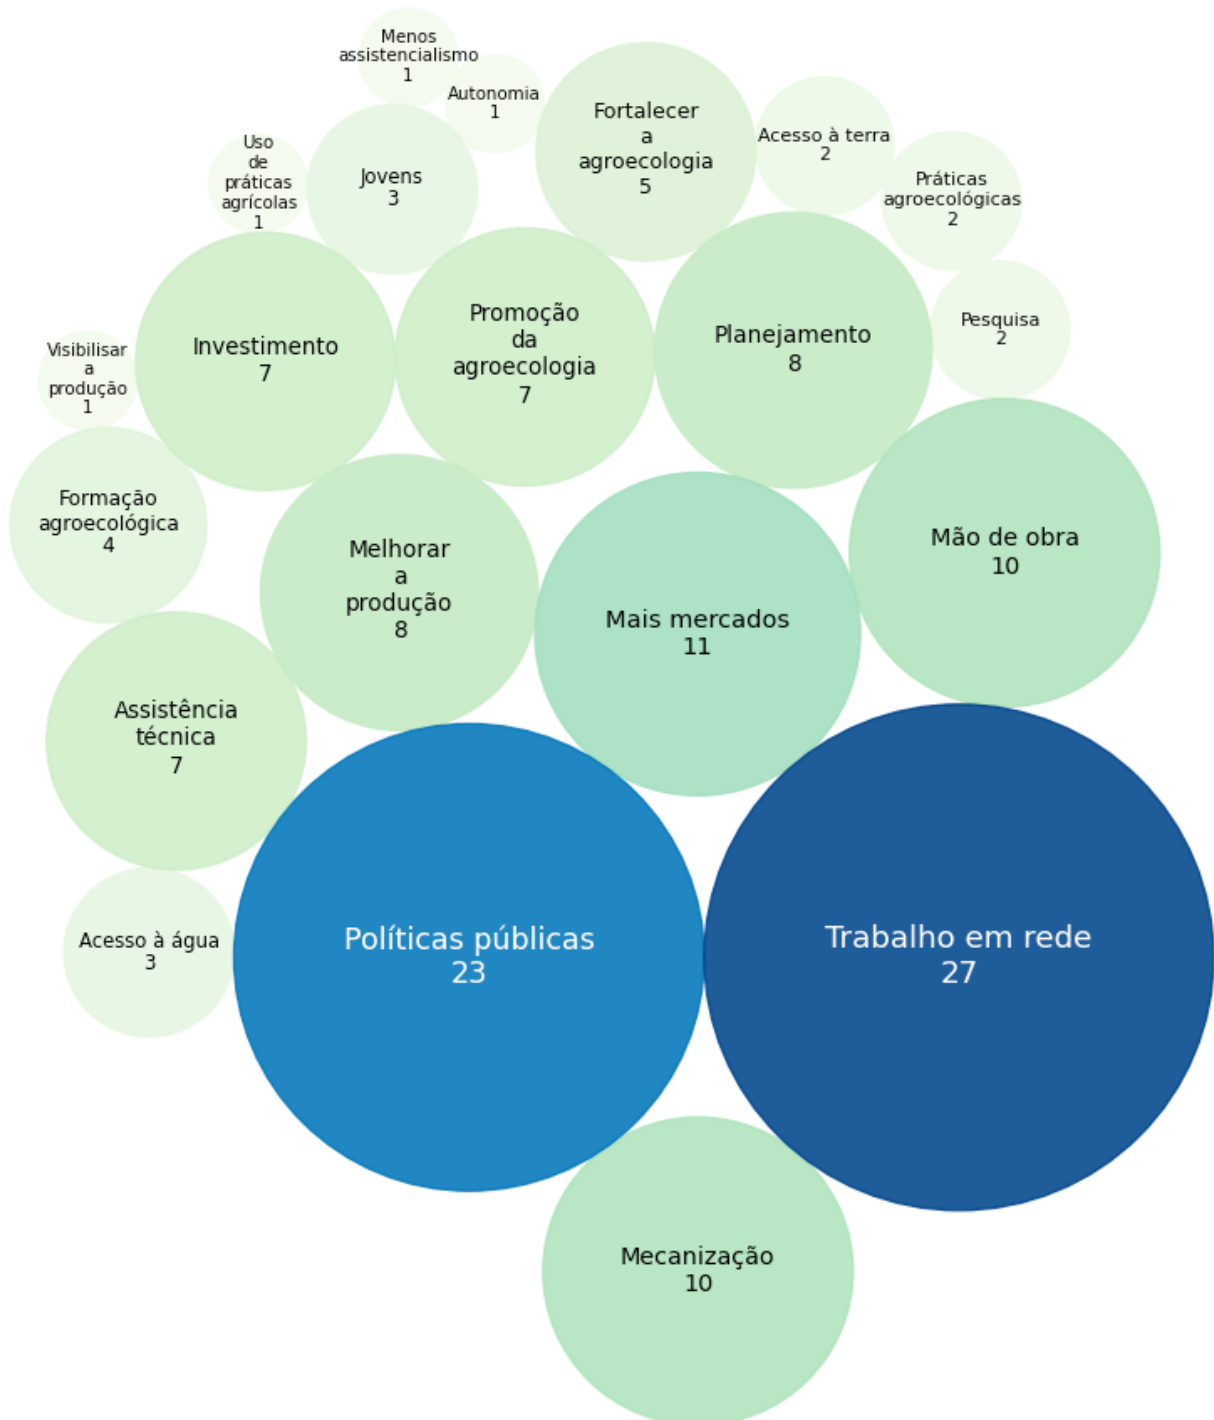 Menos
assistencialismo
1
Autonomia
1
Fortalecer
a
agroecologia
5
Acesso à terra
2
Uso
de
práticas
agrícolas
1
Jovens
3
Práticas
agroecológicas
2
Visibilisar
a
produção
1
Investimento
7
Promoção
da
agroecologia
7
Planejamento
8
Pesquisa
2
Formação
agroecológica
4
Melhorar
a
produção
8
Mais mercados
11
Mão de obra
10
Assistência
técnica
7
Acesso à água
3
Políticas públicas
23
Trabalho em rede
27
Mecanização
10